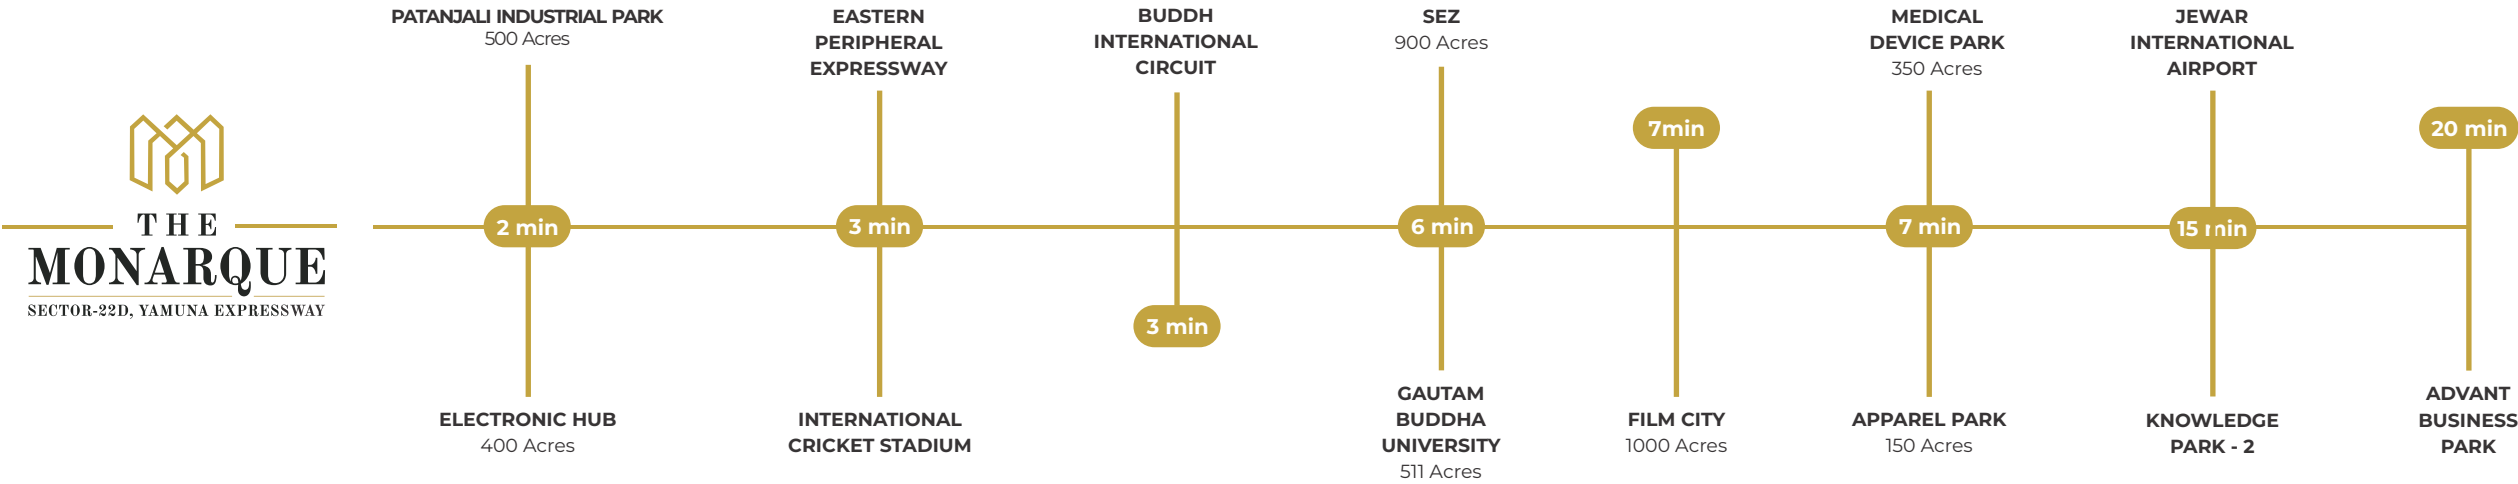 THE
MONARQUE
SECTOR-22D, YAMUNA EXPRESSWAY
PATANJALI INDUSTRIAL PARK
500 Acres
2 min
ELECTRONIC HUB
400 Acres
EASTERN
PERIPHERAL
EXPRESSWAY
3 min
INTERNATIONAL
CRICKET STADIUM
BUDDH
INTERNATIONAL
CIRCUIT
3 min
SEZ
900 Acres
6 min
GAUTAM
BUDDHA
UNIVERSITY
511 Acres
7min
FILM CITY
1000 Acres
MEDICAL
DEVICE PARK
350 Acres
7 min
APPAREL PARK
150 Acres
JEWAR
INTERNATIONAL
AIRPORT
15 min
KNOWLEDGE
PARK - 2
20 min
ADVANT
BUSINESS
PARK